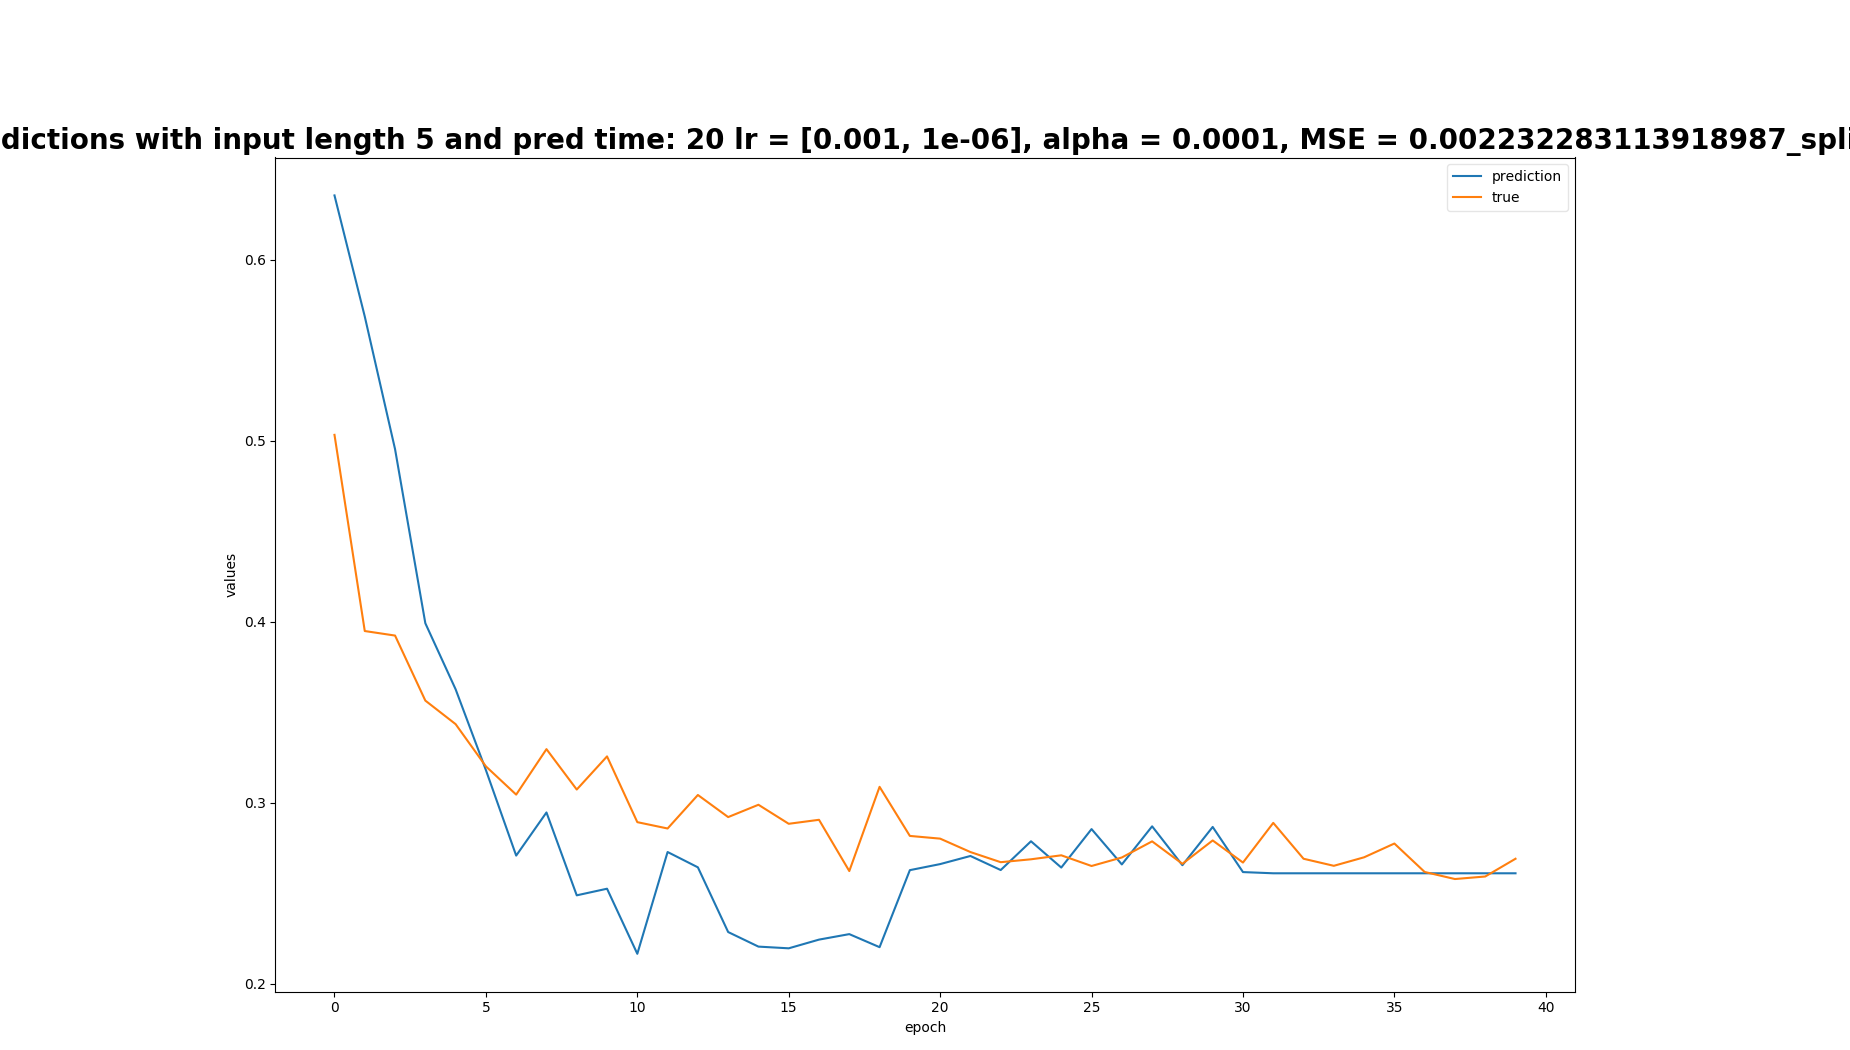 dictions with input length 5 and pred time: 20 lr = [0.001, 1e-06], alpha = 0.0001, MSE = 0.002232283113918987_spli
prediction
true
0.6
0.5
0.4
0.3
0.2
values
0 5 10 15 20 25 30 35 40
epoch